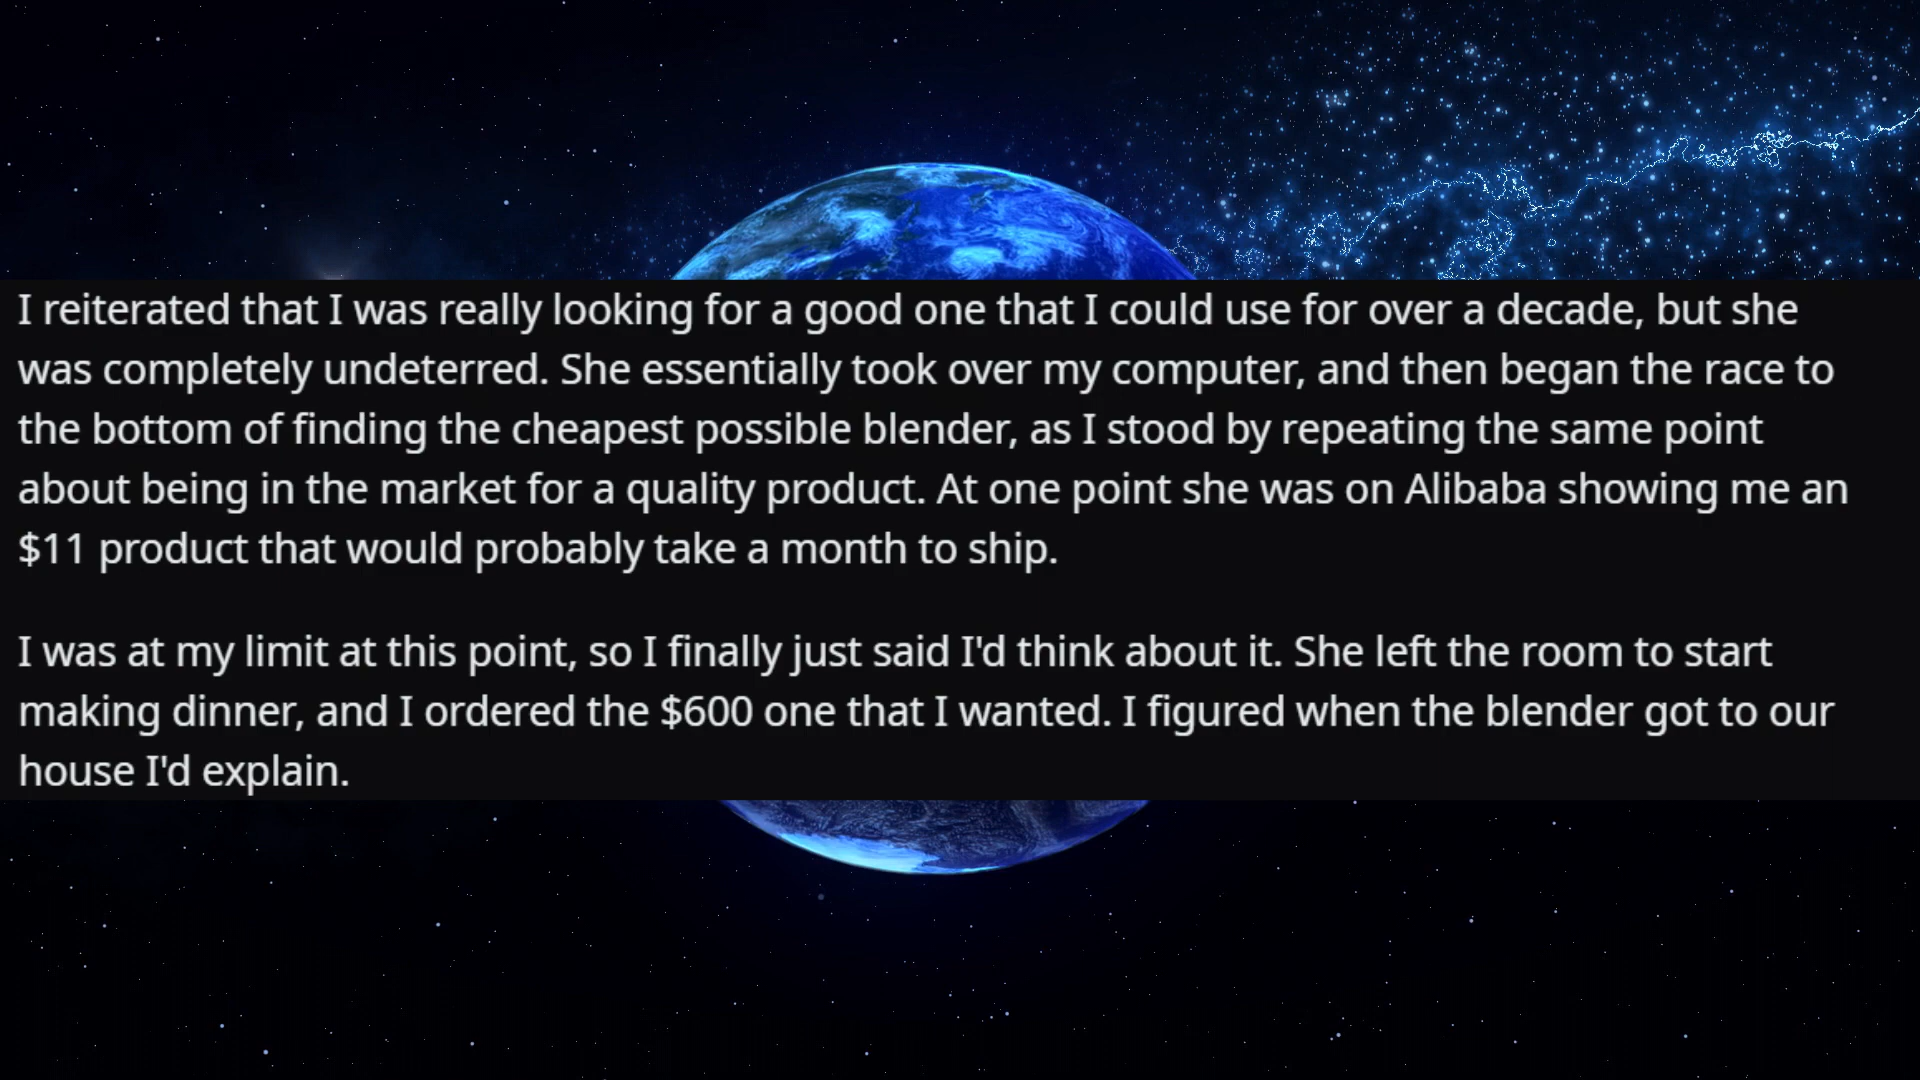 I reiterated that I was really looking for a good one that I could use for over a decade, but she
was completely undeterred. She essentially took over my computer, and then began the race to
the bottom of finding the cheapest possible blender, as I stood by repeating the same point
about being in the market for a quality product. At one point she was on Alibaba showing me an
$11 product that would probably take a month to ship.
I was at my limit at this point, so I finally just said I'd think about it. She left the room to start
making dinner, and I ordered the $600 one that I wanted. I figured when the blender got to our
house I'd explain.